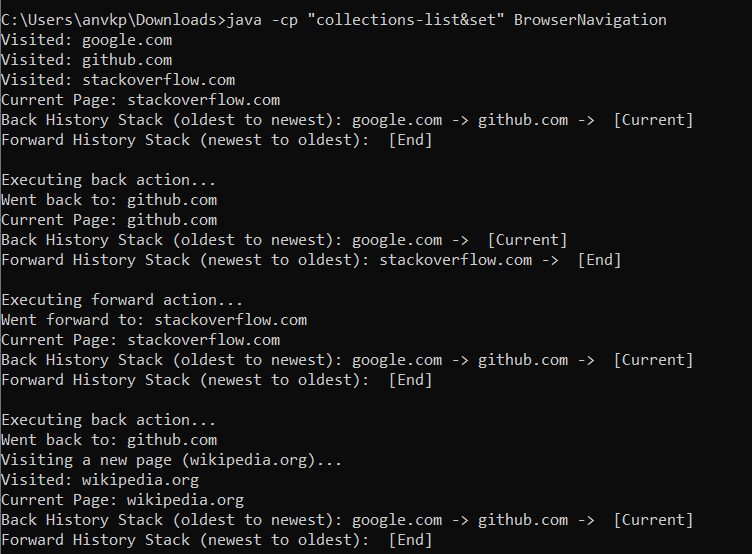 C:\Users\anvkp\Downloads>java -cp "collections-list&set" BrowserNavigation
Visited: google.com
Visited: github.com
Visited: stackoverflow.com
Current Page: stackoverflow.com
Back History Stack (oldest to newest): google.com -> github.com ->  [Current]
Forward History Stack (newest to oldest):  [End]

Executing back action...
Went back to: github.com
Current Page: github.com
Back History Stack (oldest to newest): google.com ->  [Current]
Forward History Stack (newest to oldest): stackoverflow.com ->  [End]

Executing forward action...
Went forward to: stackoverflow.com
Current Page: stackoverflow.com
Back History Stack (oldest to newest): google.com -> github.com ->  [Current]
Forward History Stack (newest to oldest):  [End]

Executing back action...
Went back to: github.com
Visiting a new page (wikipedia.org)...
Visited: wikipedia.org
Current Page: wikipedia.org
Back History Stack (oldest to newest): google.com -> github.com ->  [Current]
Forward History Stack (newest to oldest):  [End]